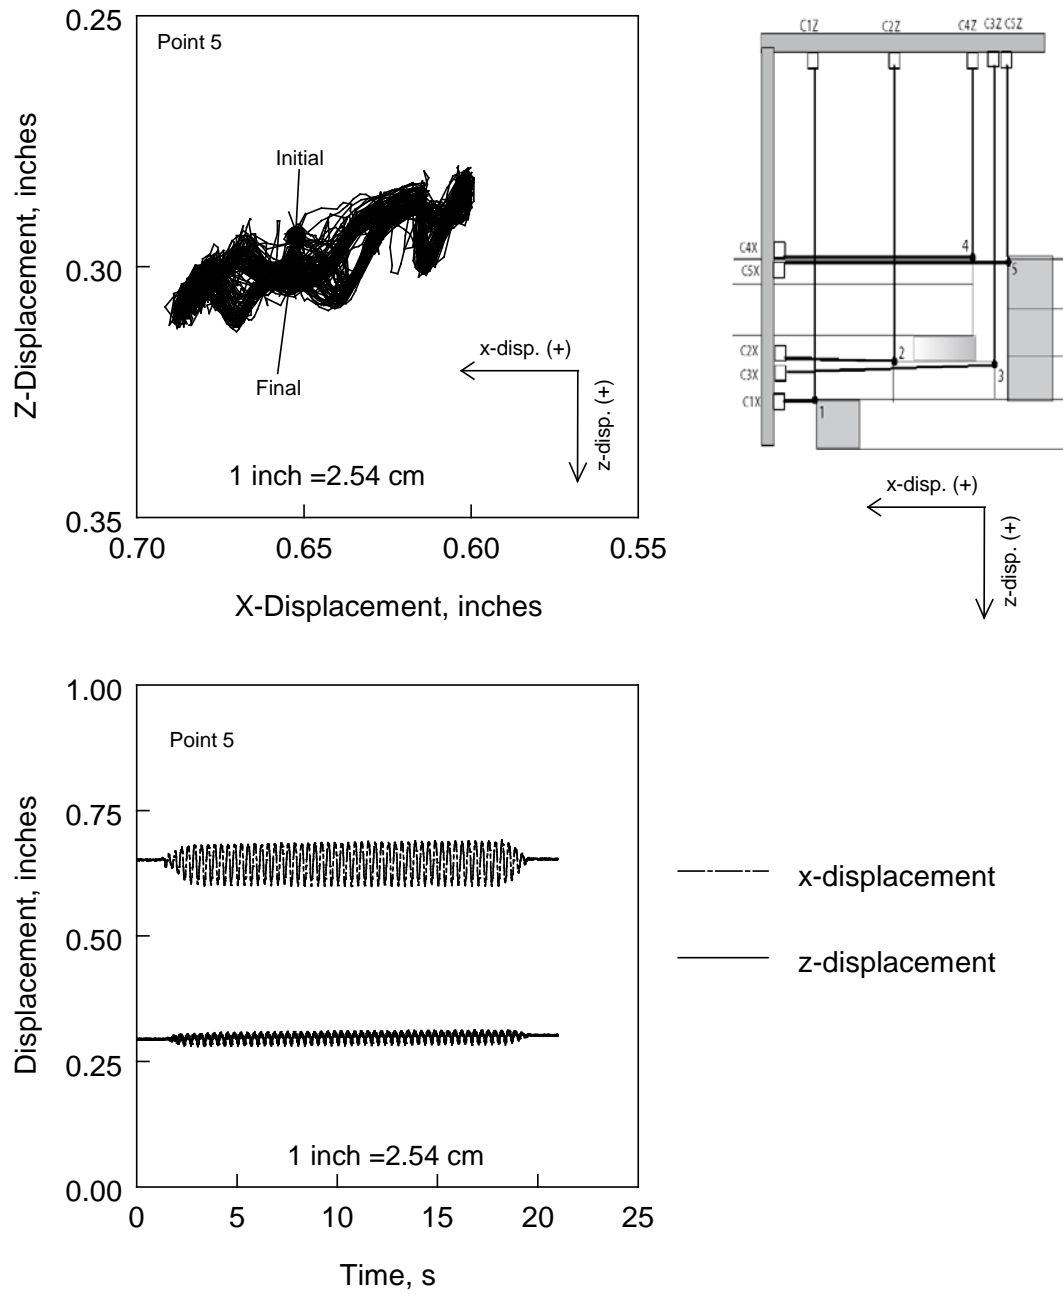 0.25
Point 5
Initial
0.30
Final
x-disp. (+)
z-disp. (+)
1 inch =2.54 cm
0.35
0.70
0.65
0.60
0.55
Z-Displacement, inches
X-Displacement, inches
C1Z
C2Z
C4Z
C3Z
C5Z
C4X
C5X
C2X
C3X
C1X
4
5
2
3
1
x-disp. (+)
z-disp. (+)
1.00
Point 5
0.75
0.50
0.25
0.00
1 inch =2.54 cm
0
5
10
15
20
25
Displacement, inches
Time, s
x-displacement
z-displacement